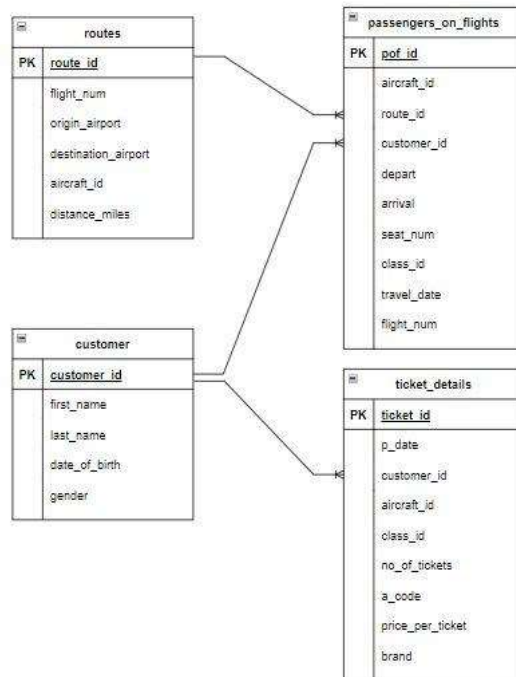 routes
PK route_id
flight_num
origin_airport
destination_airport
aircraft_id
distance_miles
customer
PK customer_id
first_name
last_name
date_of_birth
gender
passengers_on_flights
PK pof_id
aircraft_id
route_id
customer_id
depart
arrival
seat_num
class_id
travel_date
flight_num
ticket_details
PK ticket_id
p_date
customer_id
aircraft_id
class_id
no_of_tickets
a_code
price_per_ticket
brand